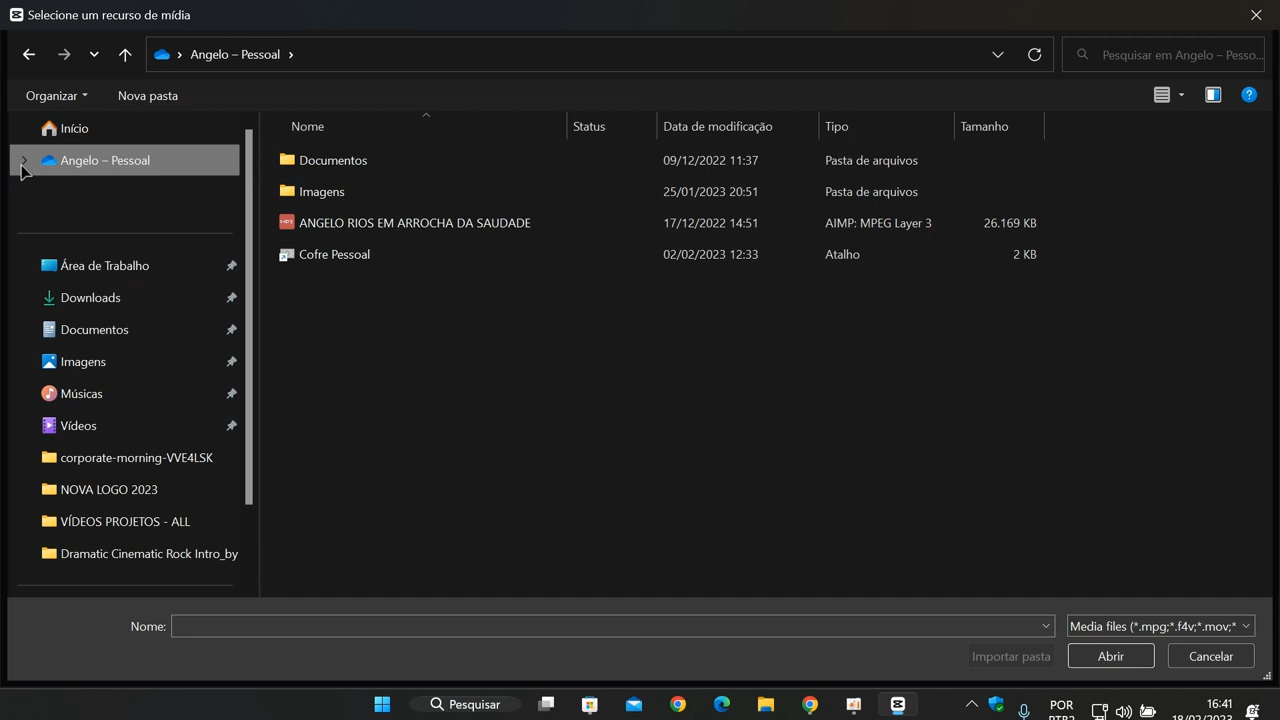 Selecione um recurso de mídia
Angelo – Pessoal
Pesquisar em Angelo – Pesso...
Organizar
Nova pasta
Início
Angelo – Pessoal
Área de Trabalho
Downloads
Documentos
Imagens
Músicas
Vídeos
corporate-morning-VVE4LSK
NOVA LOGO 2023
VÍDEOS PROJETOS - ALL
Dramatic Cinematic Rock Intro_by
Nome Status Data de modificação Tipo Tamanho
Documentos 09/12/2022 11:37 Pasta de arquivos
Imagens 25/01/2023 20:51 Pasta de arquivos
ANGELO RIOS EM ARROCHA DA SAUDADE 17/12/2022 14:51 AIMP: MPEG Layer 3 26.169 KB
Cofre Pessoal 02/02/2023 12:33 Atalho 2 KB
Nome:
Media files (*.mpg;*.f4v;*.mov;*
Importar pasta Abrir Cancelar
Pesquisar
POR
PTB2
16:41
18/02/2023